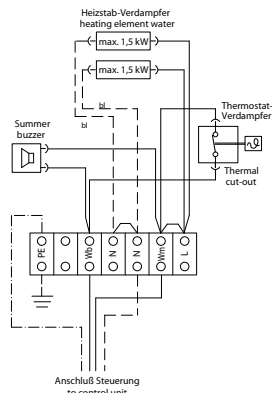 Heizstab-Verdampfer
heating element water
max. 1,5 kW
max. 1,5 kW
bl
bl
Thermostat-
Verdampfer
Summer
buzzer
Thermal
cut-out
PE
Wb
N
N
Wm
L
Anschluß Steuerung
to control unit